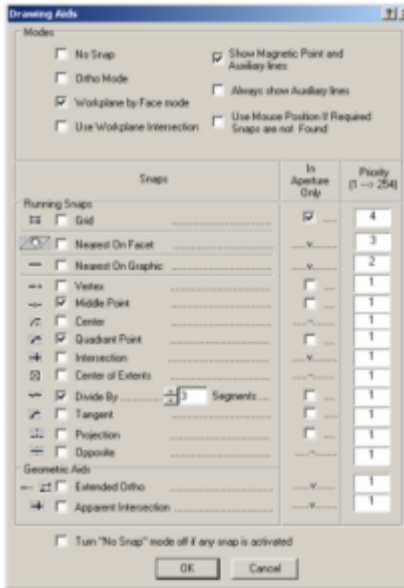 Drawing Aids
Modes
No Snap
Ortho Mode
Workplane by Face mode
Use Workplane Intersection
Show Magnetic Point and
Auxiliary lines
Always show Auxiliary lines
Use Mouse Position If Required
Snaps are not Found
Snaps In Aperture Only Priority (1 --> 254)
Running Snaps
Grid 4
Nearest On Facet 3
Nearest On Graphic 2
Vertex 1
Middle Point 1
Center 1
Quadrant Point 1
Intersection 1
Center of Extents 1
Divide By 3 Segments 1
Tangent 1
Projection 1
Opposite 1
Geometric Aids
Extended Ortho 1
Apparent Intersection 1
Turn "No Snap" mode off if any snap is activated
OK Cancel